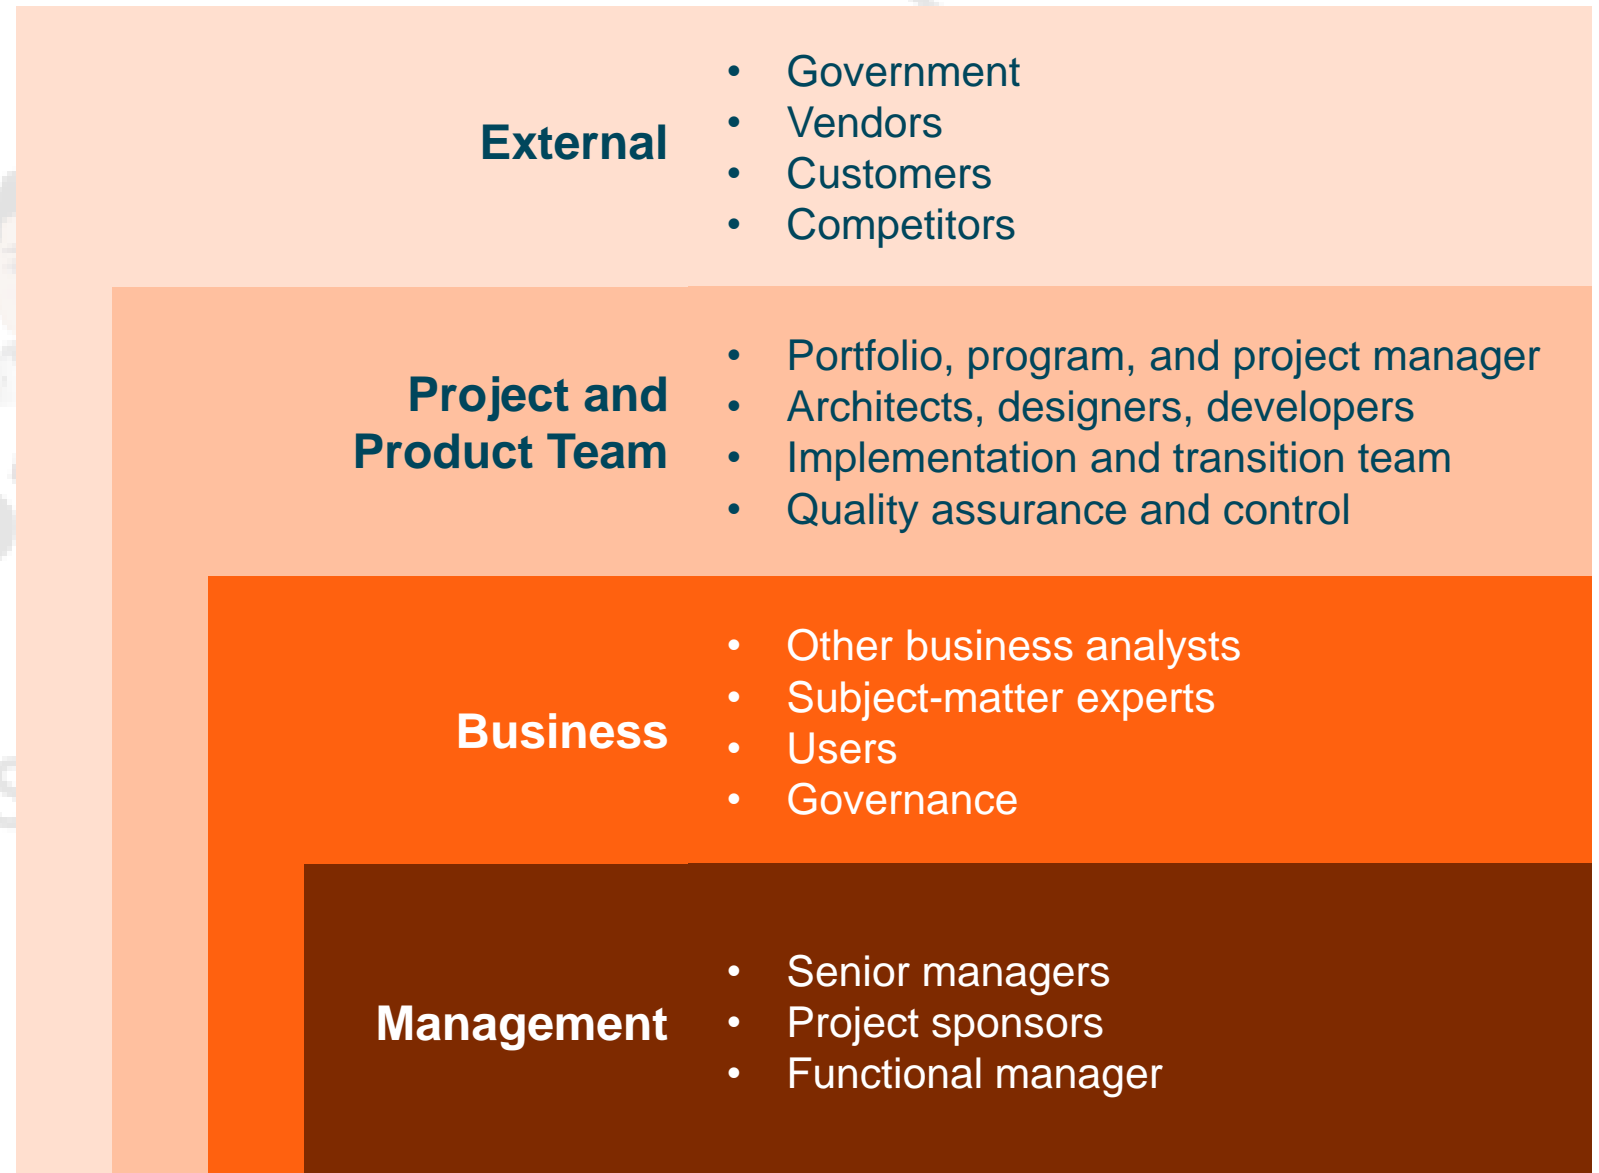 External
• Government
• Vendors
• Customers
• Competitors
Project and
Product Team
• Portfolio, program, and project manager
• Architects, designers, developers
• Implementation and transition team
• Quality assurance and control
Business
• Other business analysts
• Subject-matter experts
• Users
• Governance
Management
• Senior managers
• Project sponsors
• Functional manager